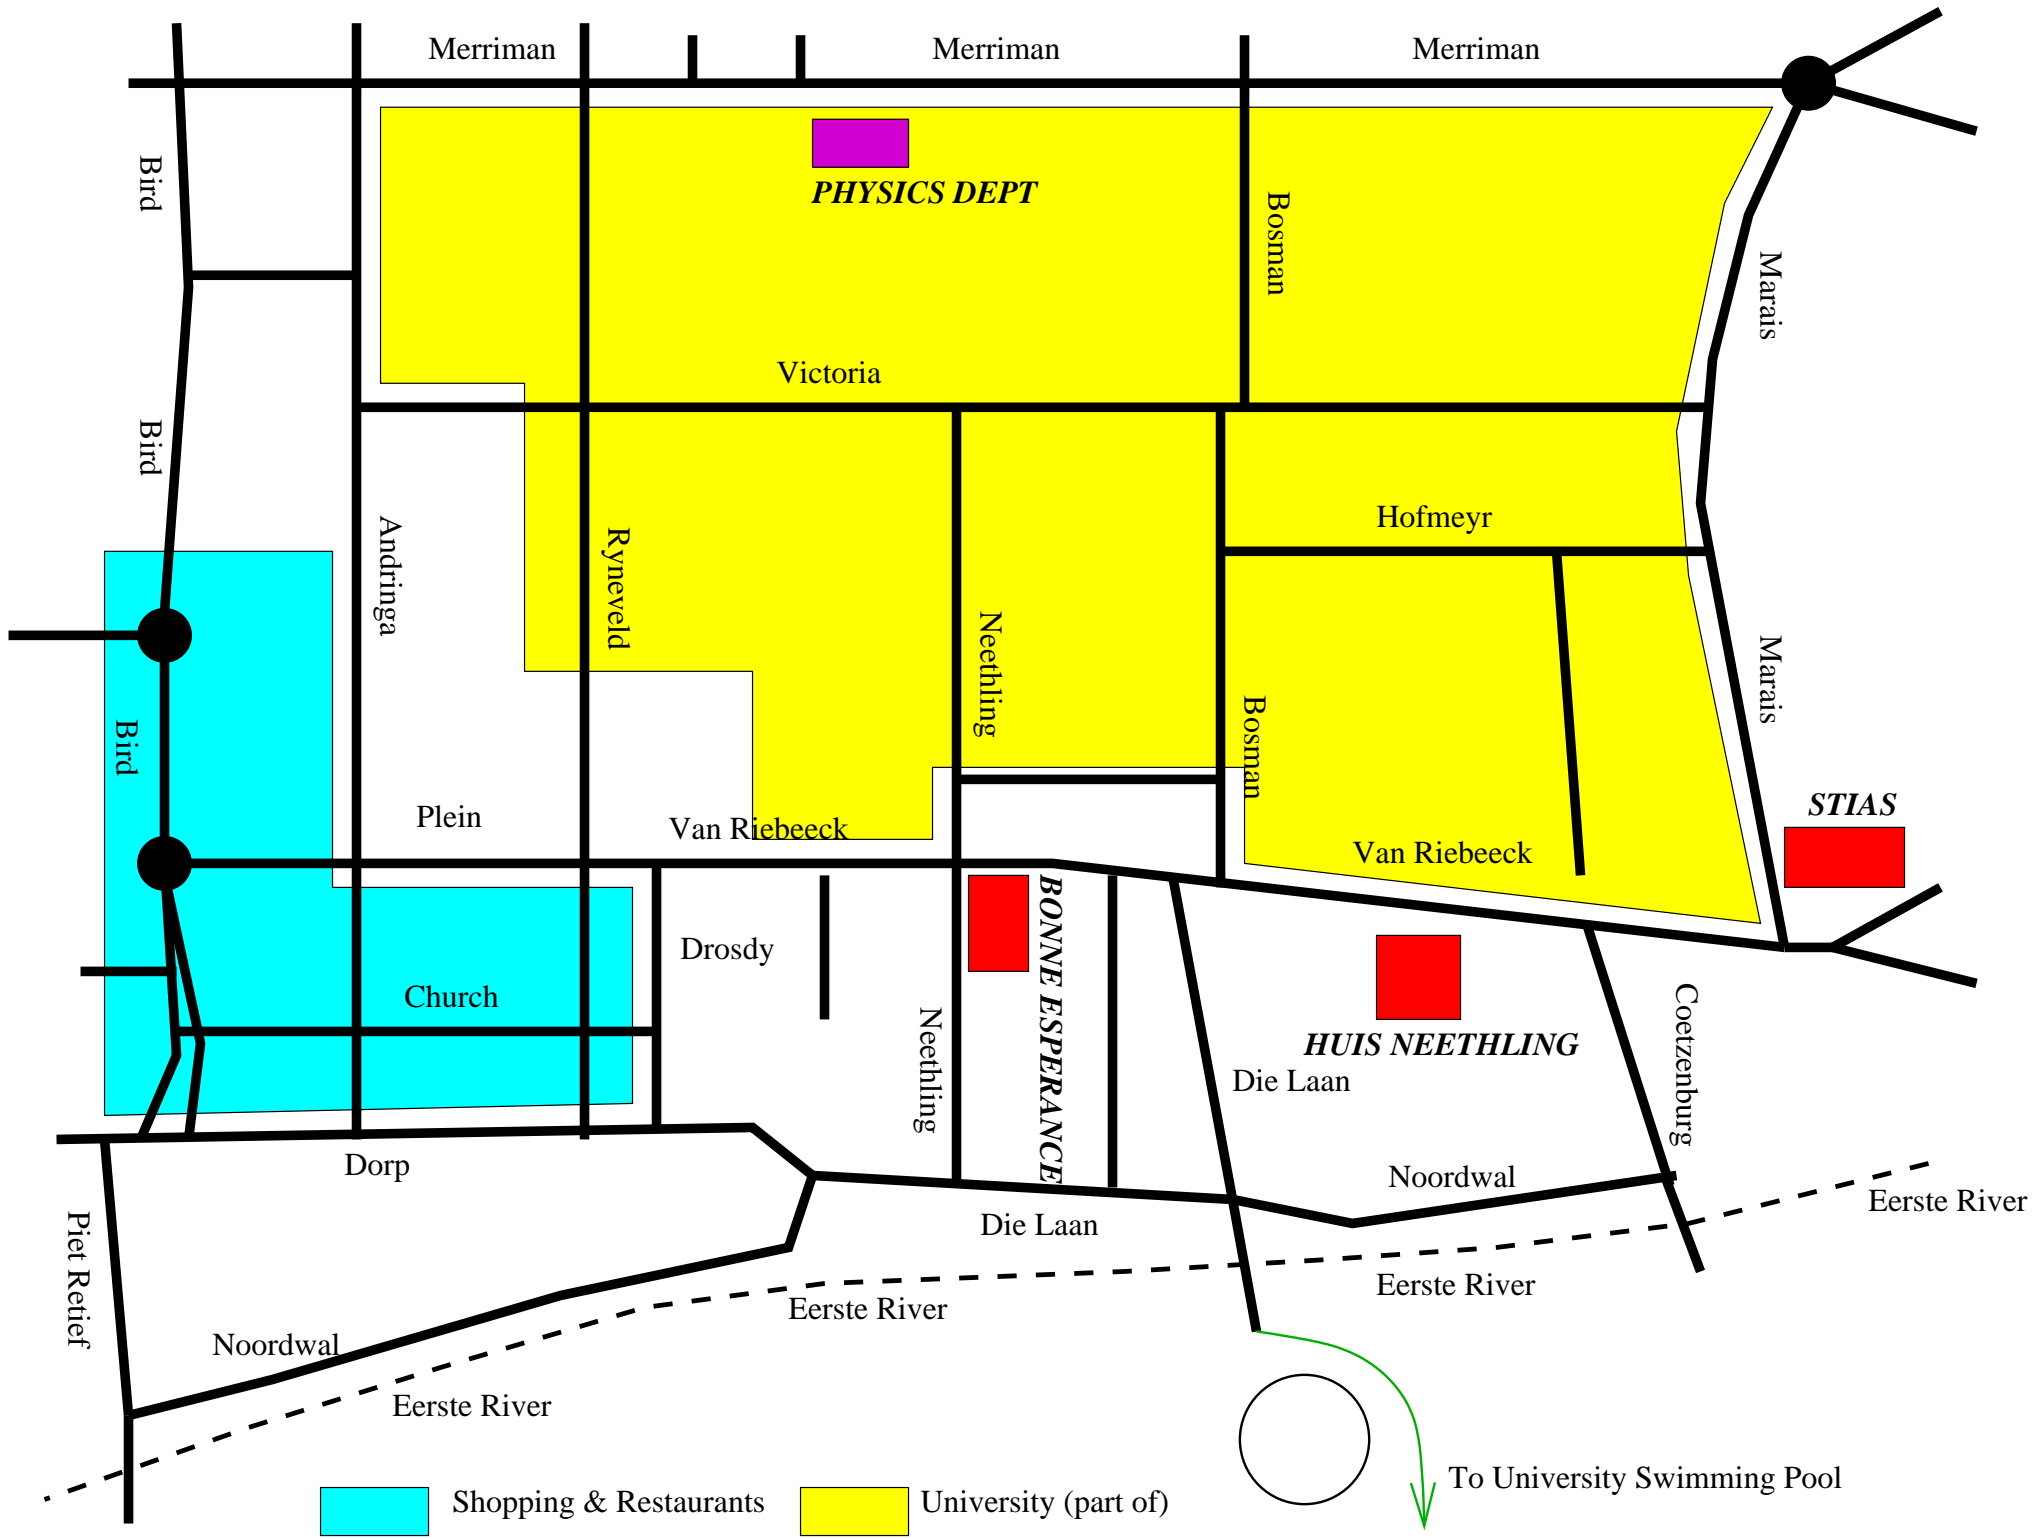 Merriman
Merriman
Merriman
Bird
PHYSICS DEPT
Bosman
Marais
Victoria
Bird
Andringa
Ryneveld
Hofmeyr
Neethling
Marais
Bird
Bosman
Plein
Van Riebeeck
Van Riebeeck
STIAS
Drosdy
BONNE ESPERANCE
Church
Neethling
HUIS NEETHLING
Coetzenburg
Die Laan
Dorp
Noordwal
Eerste River
Piet Retief
Die Laan
Eerste River
Eerste River
Noordwal
Eerste River
To University Swimming Pool
Shopping & Restaurants
University (part of)